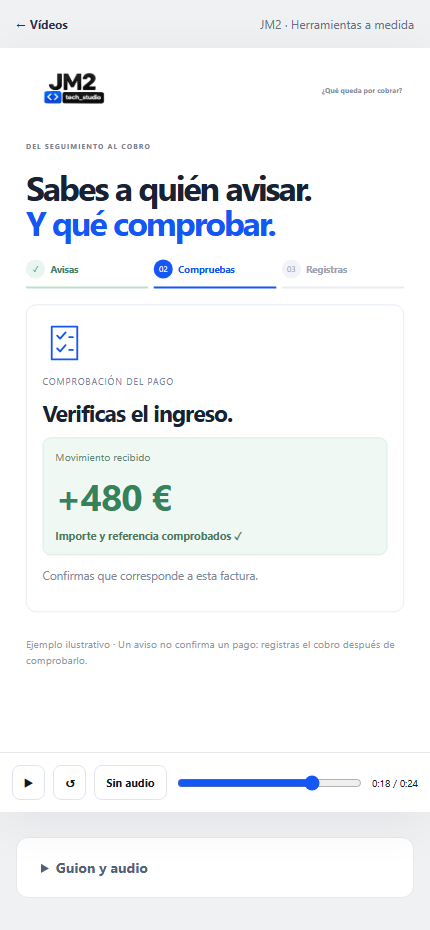 ← Vídeos
JM2 · Herramientas a medida
JM2
<> tech_studio
¿Qué queda por cobrar?
DEL SEGUIMIENTO AL COBRO
Sabes a quién avisar.
Y qué comprobar.
✓ Avisas
02 Compruebas
03 Registras
COMPROBACIÓN DEL PAGO
Verificas el ingreso.
Movimiento recibido
+480 €
Importe y referencia comprobados ✓
Confirmas que corresponde a esta factura.
Ejemplo ilustrativo · Un aviso no confirma un pago: registras el cobro después de
comprobarlo.
Sin audio
0:18 / 0:24
Guion y audio